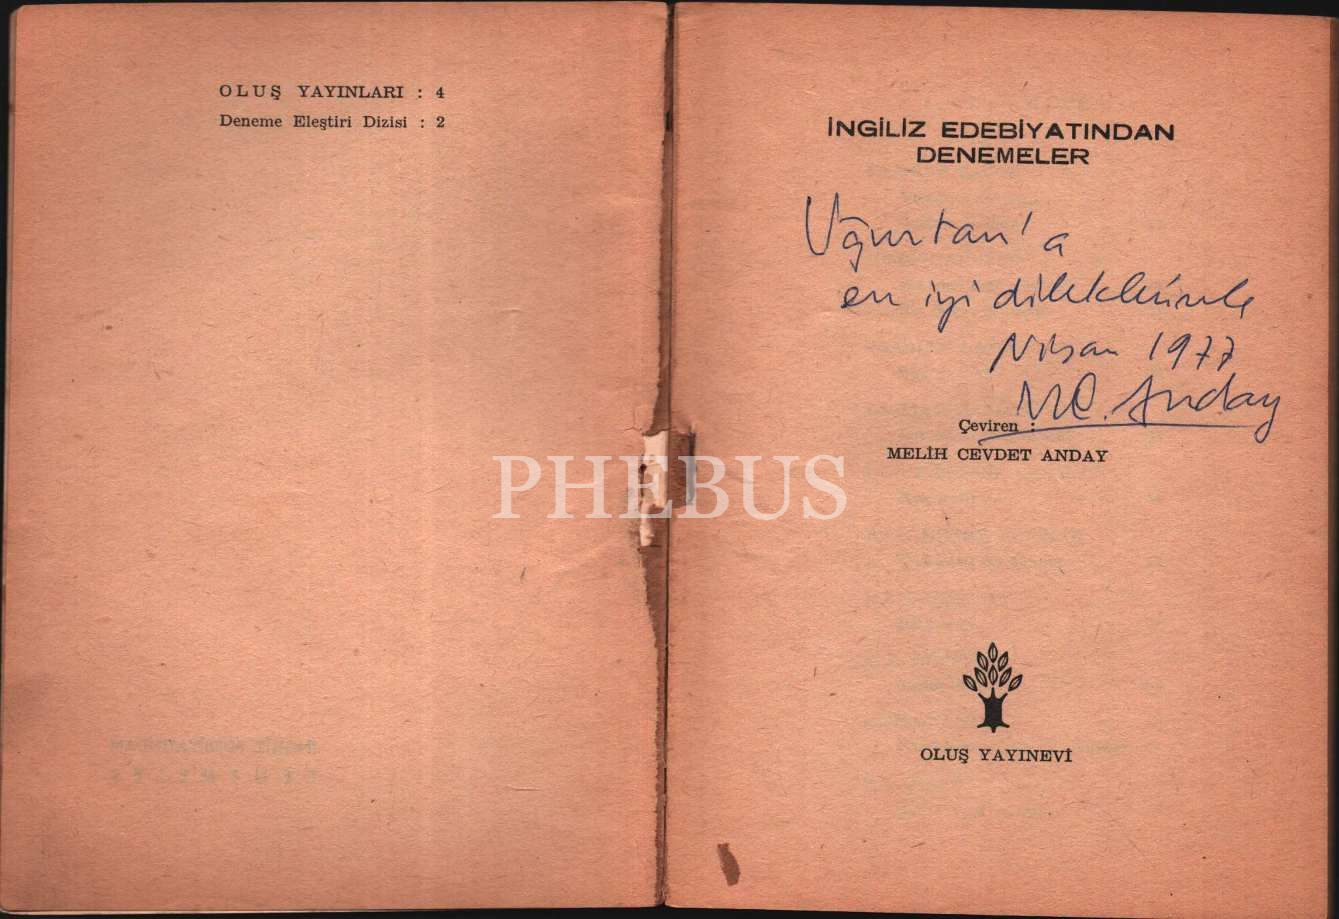 OLUŞ YAYINLARI : 4
Deneme Eleştiri Dizisi : 2
İNGİLİZ EDEBİYATINDAN
DENEMELER
Uğurtan'a
en iyi dileklerimle
Nisan 1977
M.C. Anday
Çeviren :
MELİH CEVDET ANDAY
PHEBUS
OLUŞ YAYINEVİ